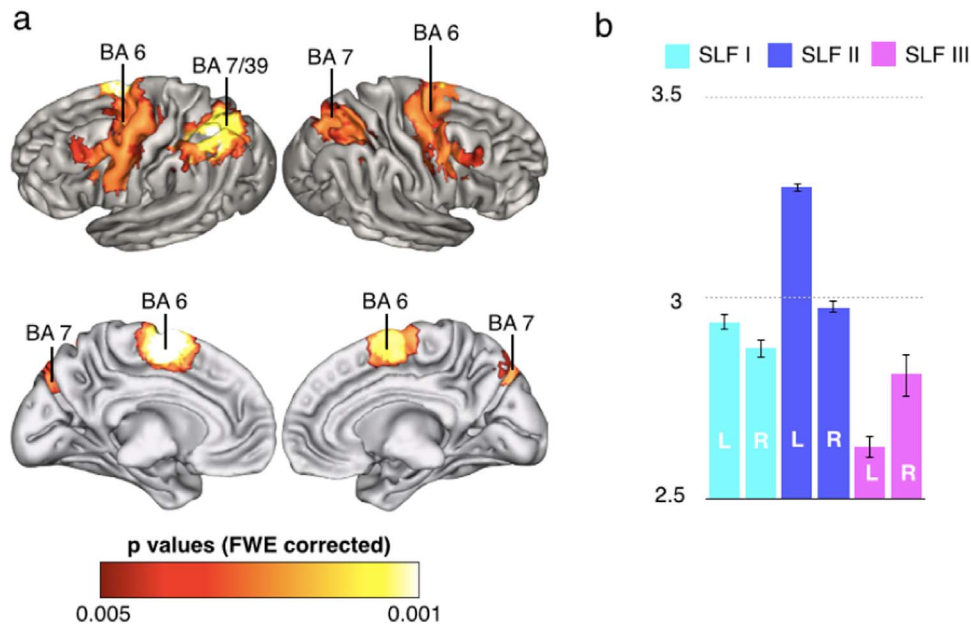 a
BA 6
BA 7/39
BA 7
BA 6
BA 6
BA 7
BA 6
BA 7
p values (FWE corrected)
0.005
0.001
b
SLF I
SLF II
SLF III
3.5
3
2.5
L
R
L
R
L
R